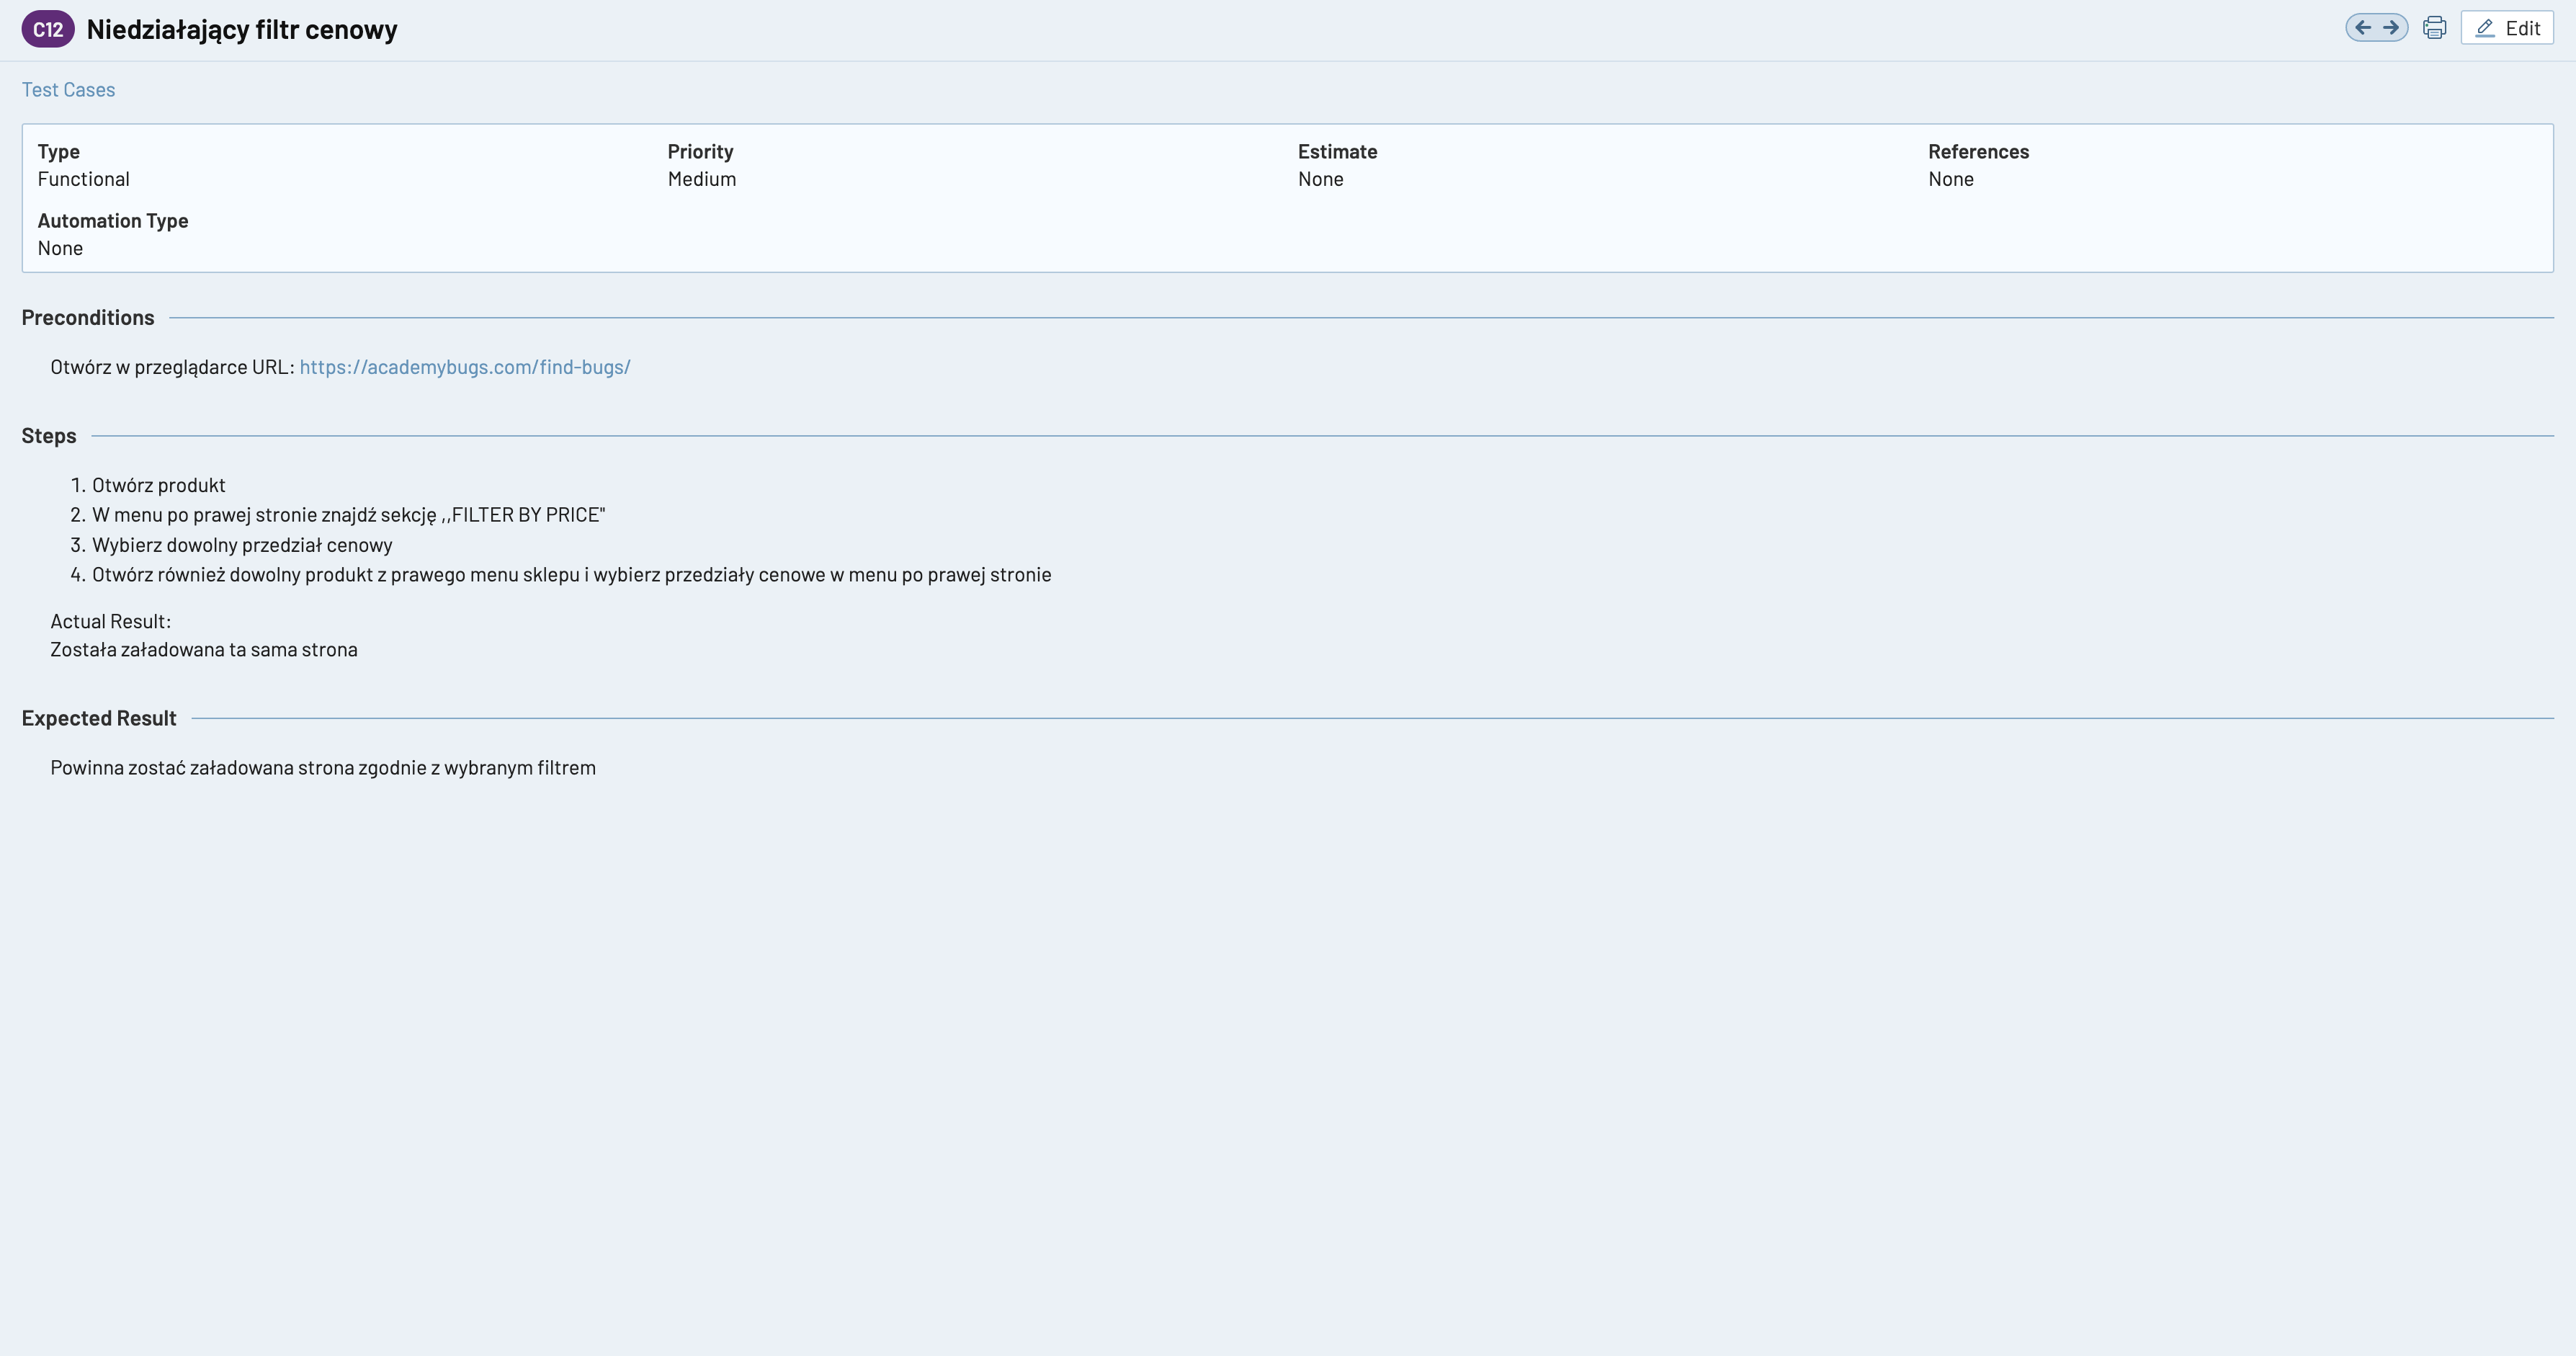 C12 Niedziałający filtr cenowy
Edit
Test Cases
Type Priority Estimate References
Functional Medium None None
Automation Type
None
Preconditions
Otwórz w przeglądarce URL: https://academybugs.com/find-bugs/
Steps
1. Otwórz produkt
2. W menu po prawej stronie znajdź sekcję ,,FILTER BY PRICE"
3. Wybierz dowolny przedział cenowy
4. Otwórz również dowolny produkt z prawego menu sklepu i wybierz przedziały cenowe w menu po prawej stronie
Actual Result:
Została załadowana ta sama strona
Expected Result
Powinna zostać załadowana strona zgodnie z wybranym filtrem